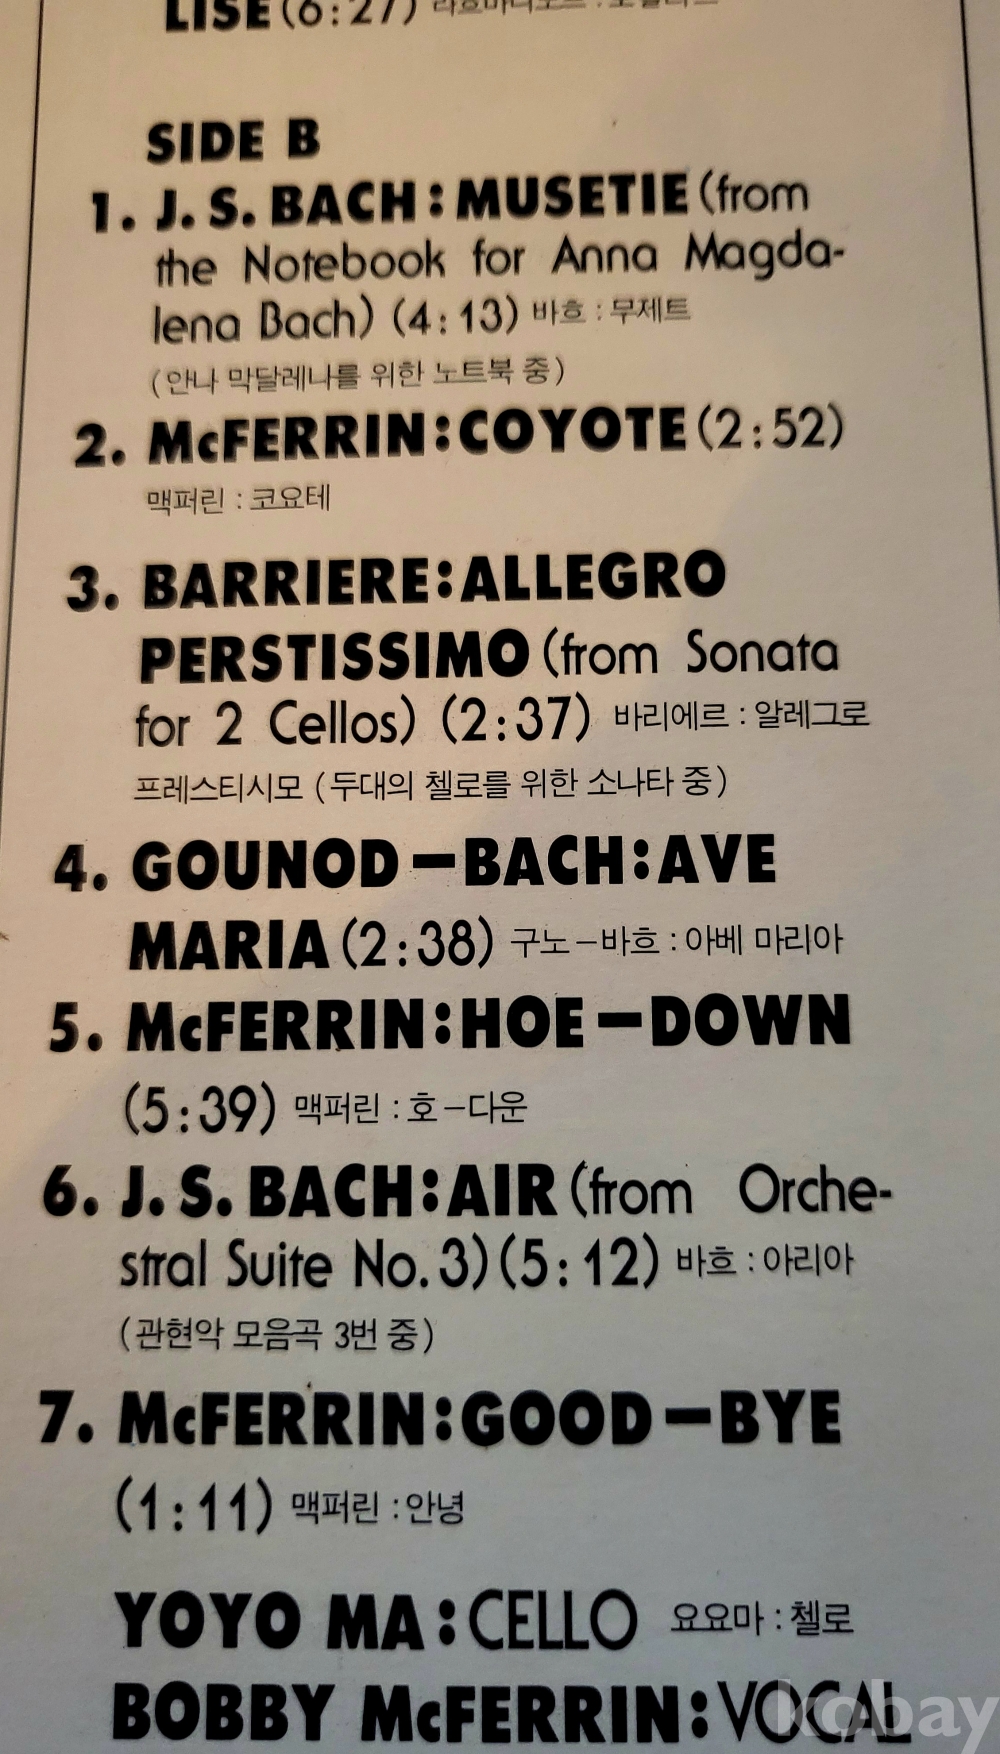 LISE (6:27)
SIDE B
1. J. S. BACH : MUSETIE (from
the Notebook for Anna Magda-
lena Bach) (4:13) 바흐 : 무제트
(안나 막달레나를 위한 노트북 중)
2. McFERRIN:COYOTE (2:52)
맥퍼린 : 코요테
3. BARRIERE:ALLEGRO
PERSTISSIMO (from Sonata
for 2 Cellos) (2:37) 바리에르 : 알레그로
프레스티시모 (두대의 첼로를 위한 소나타 중)
4. GOUNOD-BACH:AVE
MARIA (2:38) 구노-바흐 : 아베 마리아
5. McFERRIN:HOE-DOWN
(5:39) 맥퍼린 : 호-다운
6. J. S. BACH:AIR (from Orche-
stral Suite No. 3) (5:12) 바흐 : 아리아
(관현악 모음곡 3번 중)
7. McFERRIN:GOOD-BYE
(1:11) 맥퍼린 : 안녕
YOYO MA : CELLO 요요마 : 첼로
BOBBY McFERRIN:VOCAL
kobay